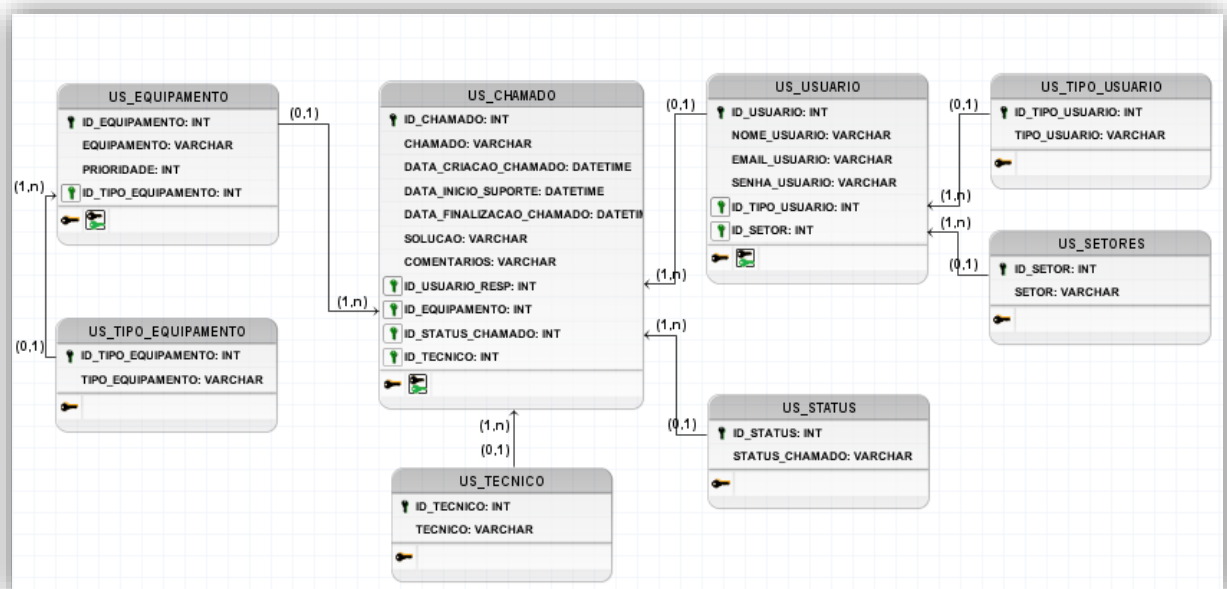 US_EQUIPAMENTO
ID_EQUIPAMENTO: INT
EQUIPAMENTO: VARCHAR
PRIORIDADE: INT
ID_TIPO_EQUIPAMENTO: INT
(0,1)
(1,n)
US_TIPO_EQUIPAMENTO
ID_TIPO_EQUIPAMENTO: INT
TIPO_EQUIPAMENTO: VARCHAR
(0,1)
(1,n)
US_CHAMADO
ID_CHAMADO: INT
CHAMADO: VARCHAR
DATA_CRIACAO_CHAMADO: DATETIME
DATA_INICIO_SUPORTE: DATETIME
DATA_FINALIZACAO_CHAMADO: DATETIM
SOLUCAO: VARCHAR
COMENTARIOS: VARCHAR
ID_USUARIO_RESP: INT
ID_EQUIPAMENTO: INT
ID_STATUS_CHAMADO: INT
ID_TECNICO: INT
(1,n)
(0,1)
US_TECNICO
ID_TECNICO: INT
TECNICO: VARCHAR
(0,1)
(1,n)
(1,n)
(0,1)
US_USUARIO
ID_USUARIO: INT
NOME_USUARIO: VARCHAR
EMAIL_USUARIO: VARCHAR
SENHA_USUARIO: VARCHAR
ID_TIPO_USUARIO: INT
ID_SETOR: INT
US_STATUS
ID_STATUS: INT
STATUS_CHAMADO: VARCHAR
(0,1)
(1,n)
(1,n)
(0,1)
US_TIPO_USUARIO
ID_TIPO_USUARIO: INT
TIPO_USUARIO: VARCHAR
US_SETORES
ID_SETOR: INT
SETOR: VARCHAR